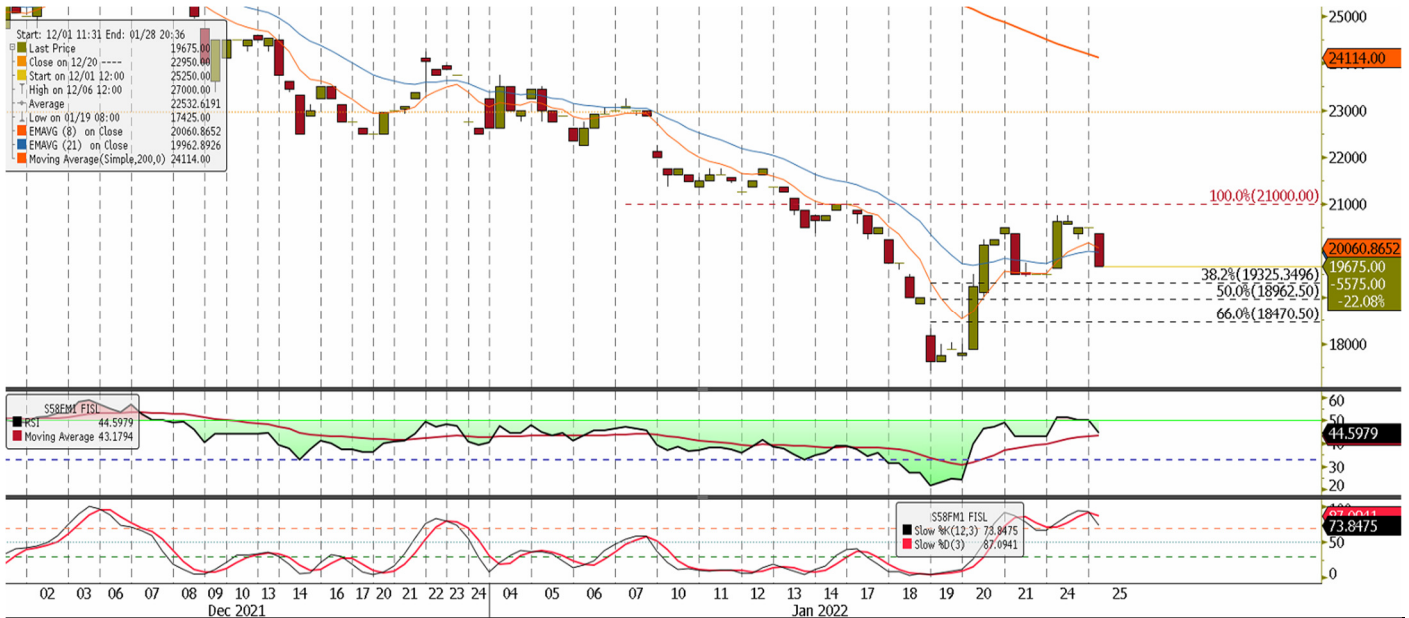 Start: 12/01 11:31 End: 01/28 20:36
Last Price 19675.00
Close on 12/20 ---- 22950.00
Start on 12/01 12:00 25250.00
High on 12/06 12:00 27000.00
Average 22532.6191
Low on 01/19 08:00 17425.00
EMAVG (8) on Close 20060.8652
EMAVG (21) on Close 19962.8926
Moving Average(Simple,200,0) 24114.00
25000
24114.00
23000
22000
21000
100.0%(21000.00)
20060.8652
19675.00
-5575.00
-22.08%
38.2%(19325.3496)
50.0%(18962.50)
66.0%(18470.50)
18000
S58FM1 FISL
RSI 44.5979
Moving Average 43.1794
60
50
44.5979
30
20
S58FM1 FISL
Slow %K(12,3) 73.8475
Slow %D(3) 87.0941
87.0941
73.8475
50
0
02 03 06 07 08 09 10 13 14 16 17 20 21 22 23 24 04 05 06 07 10 11 12 13 14 17 18 19 20 21 24 25
Dec 2021 Jan 2022